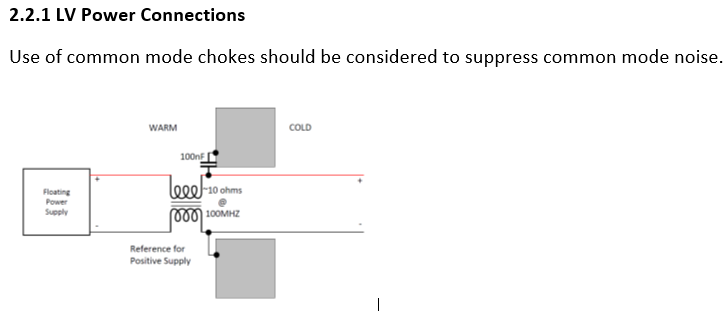 2.2.1 LV Power Connections
Use of common mode chokes should be considered to suppress common mode noise.
WARM
COLD
100nF
+
+
Floating
Power
Supply
~10 ohms
@
100MHZ
-
-
Reference for
Positive Supply